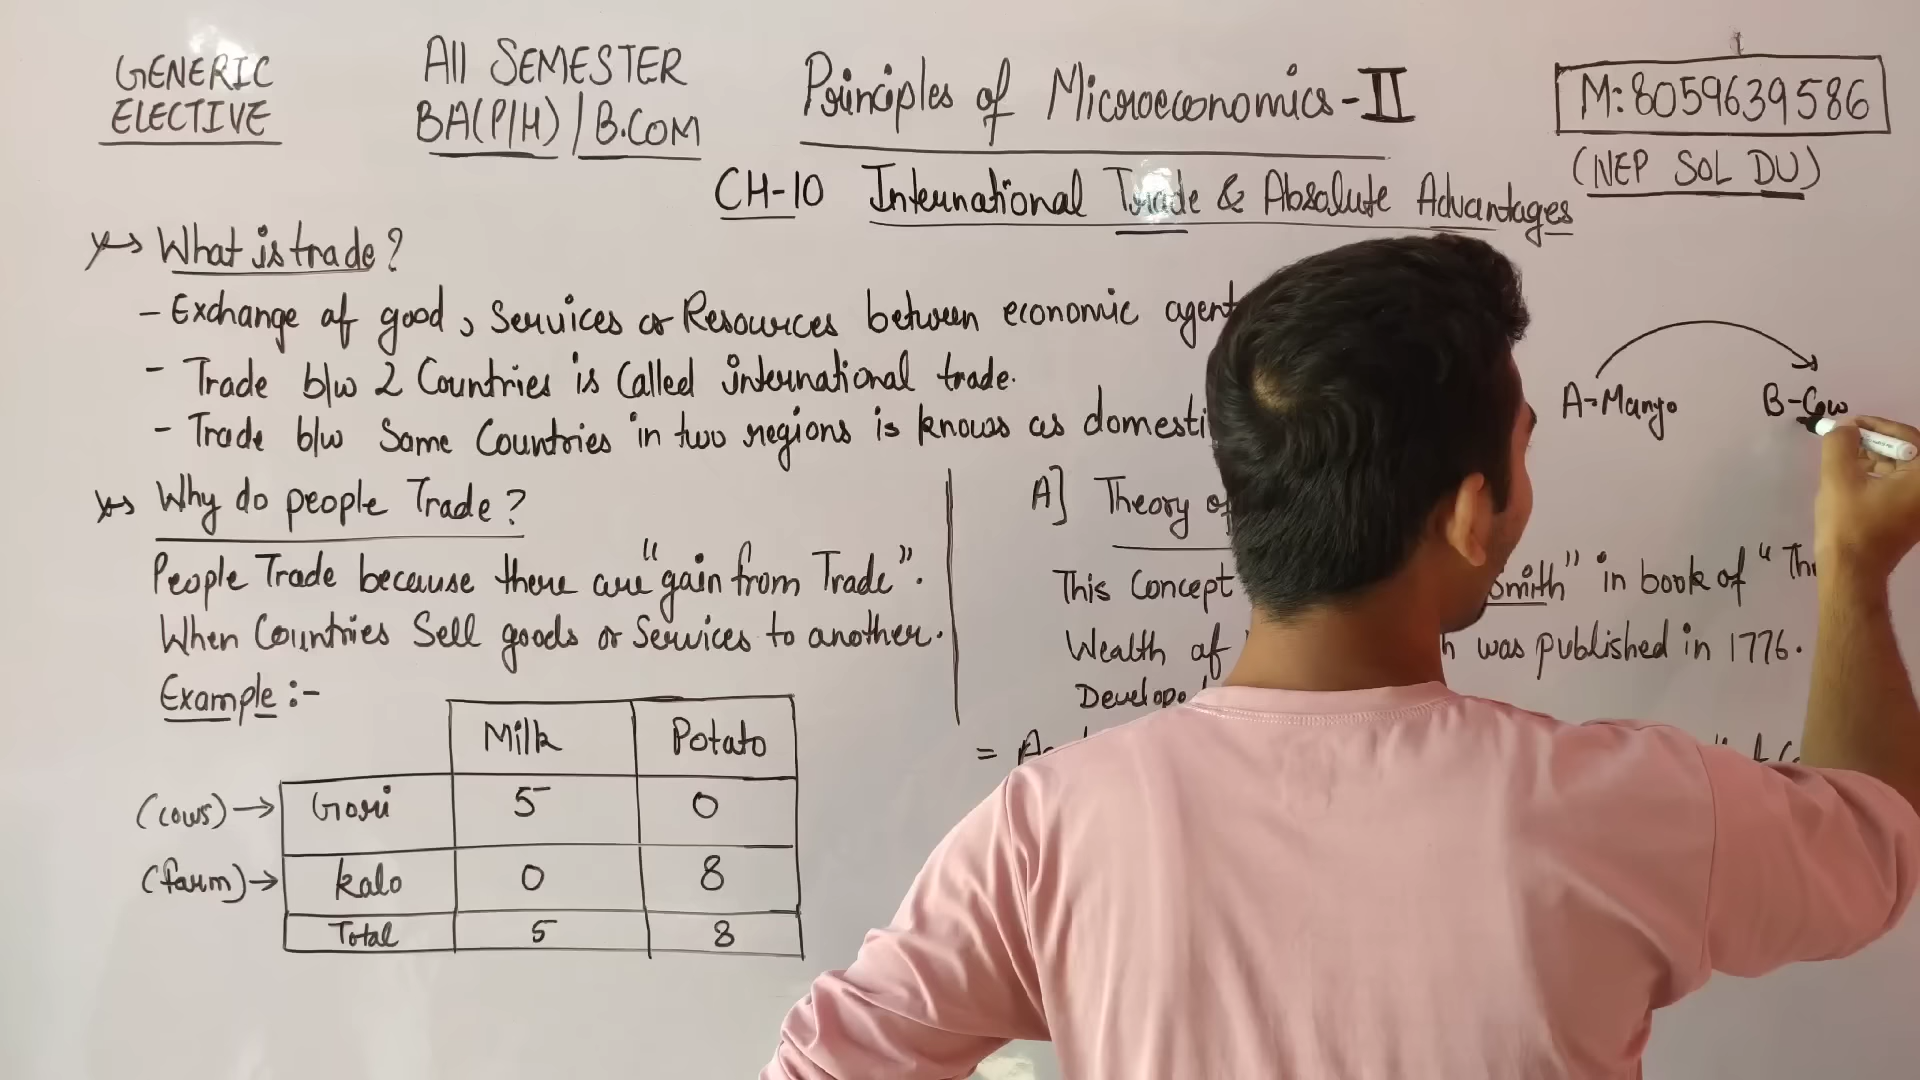 GENERIC
ELECTIVE
All SEMESTER
BA(P/H) / B.COM
Principles of Microeconomics-II
M: 8059639586
(NEP SOL DU)
CH-10 International Trade & Absolute Advantages
What is trade?
- Exchange of good, Services or Resources between economic agent
- Trade b/w 2 Countries is Called international trade.
- Trade b/w Same Countries in two regions is knows as domesti
Why do people Trade?
People Trade because there are "gain from Trade".
When Countries Sell goods or Services to another.
Example :-
Milk Potato
(cows) → Gori 5 0
(farm) → kalo 0 8
Total 5 8
A-Mango B-Cow
A] Theory of
This Concept Smith" in book of "Th
Wealth of h was published in 1776.
Develope
=